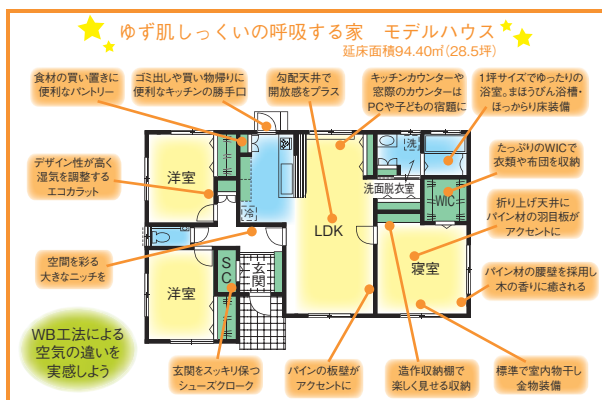 ゆず肌しっくいの呼吸する家　モデルハウス
延床面積94.40㎡(28.5坪)
食材の買い置きに
便利なパントリー
ゴミ出しや買い物帰りに
便利なキッチンの勝手口
勾配天井で
開放感をプラス
キッチンカウンターや
窓際のカウンターは
PCや子どもの宿題に
1坪サイズでゆったりの
浴室。まほうびん浴槽・
ほっからり床装備
デザイン性が高く
湿気を調整する
エコカラット
たっぷりのWICで
衣類や布団を収納
折り上げ天井に
パイン材の羽目板が
アクセントに
空間を彩る
大きなニッチを
パイン材の腰壁を採用し
木の香りに癒される
WB工法による
空気の違いを
実感しよう
玄関をスッキリ保つ
シューズクローク
パインの板壁が
アクセントに
造作収納棚で
楽しく見せる収納
標準で室内物干し
金物装備
洋室
冷
LDK
洗
洗面脱衣室
WIC
寝室
洋室
SC
玄関